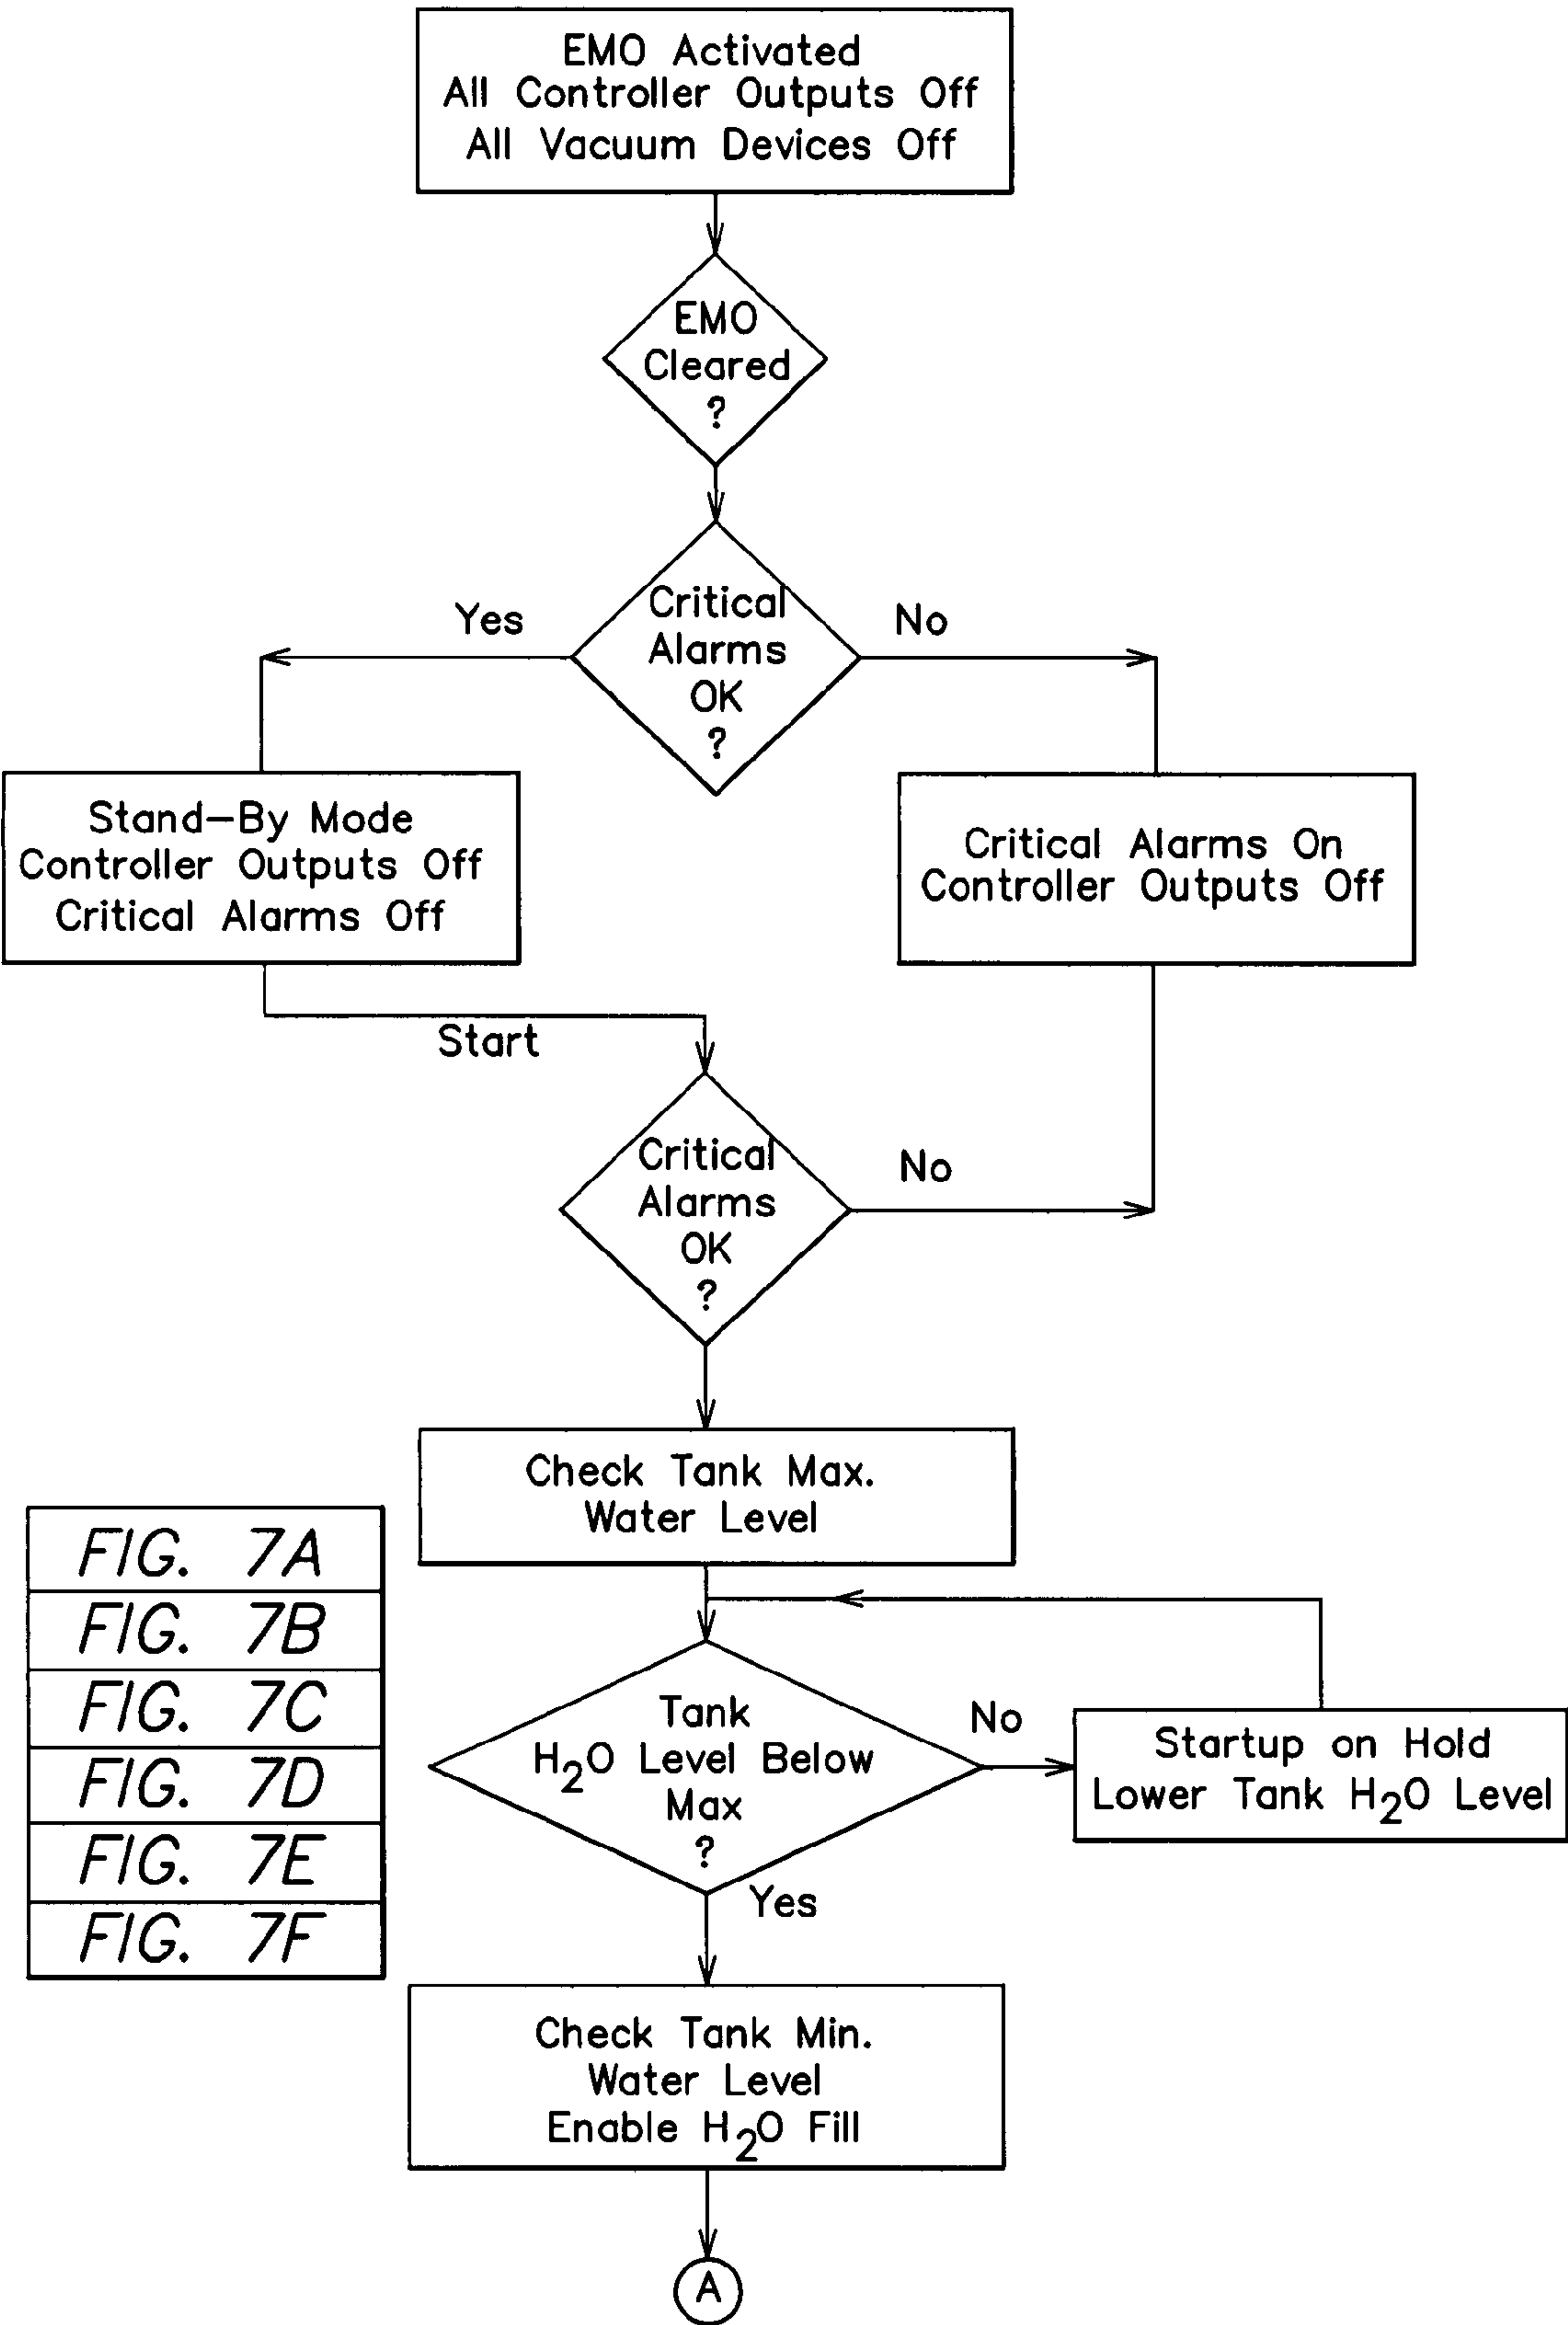 EMO Activated
All Controller Outputs Off
All Vacuum Devices Off
EMO
Cleared
?
Critical
Alarms
OK
?
Yes
No
Stand-By Mode
Controller Outputs Off
Critical Alarms Off
Critical Alarms On
Controller Outputs Off
Start
Critical
Alarms
OK
?
No
Check Tank Max.
Water Level
FIG. 7A
FIG. 7B
FIG. 7C
FIG. 7D
FIG. 7E
FIG. 7F
Tank
H₂O Level Below
Max
?
No
Startup on Hold
Lower Tank H₂O Level
Yes
Check Tank Min.
Water Level
Enable H₂O Fill
A